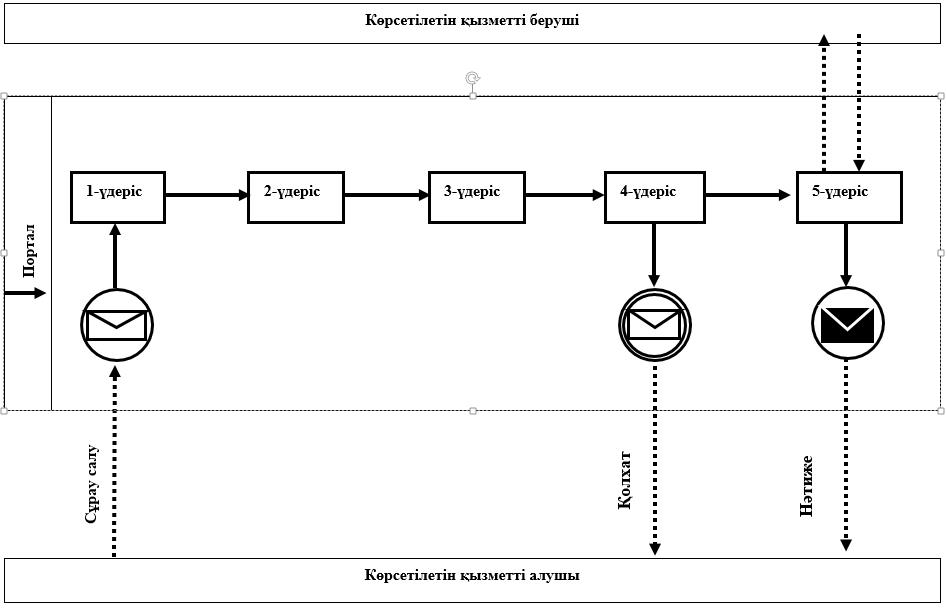 Көрсетілетін қызметті беруші
1-үдеріс
2-үдеріс
3-үдеріс
4-үдеріс
5-үдеріс
Портал
Сұрау салу
Қолхат
Нәтиже
Көрсетілетін қызметті алушы